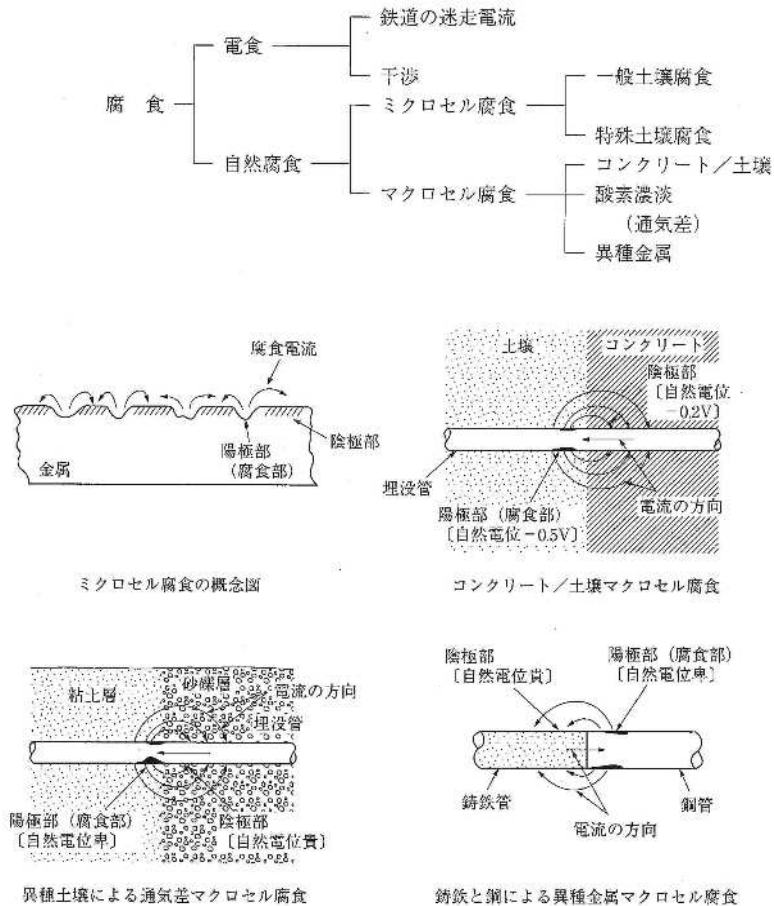 鉄道の迷走電流
電食
干渉
一般土壌腐食
腐 食
ミクロセル腐食
特殊土壌腐食
自然腐食
コンクリート／土壌
マクロセル腐食
酸素濃淡
(通気差)
異種金属
腐食電流
陰極部
陽極部
(腐食部)
金属
ミクロセル腐食の概念図
土壌
コンクリート
陰極部
〔自然電位
-0.2V〕
埋没管
陽極部（腐食部）
〔自然電位-0.5V〕
電流の方向
コンクリート／土壌マクロセル腐食
粘土層
砂礫層
電流の方向
埋没管
陽極部（腐食部）
〔自然電位卑〕
陰極部
〔自然電位貴〕
異種土壌による通気差マクロセル腐食
陰極部
〔自然電位貴〕
陽極部（腐食部）
〔自然電位卑〕
鋳鉄管
鋼管
電流の方向
鋳鉄と鋼による異種金属マクロセル腐食